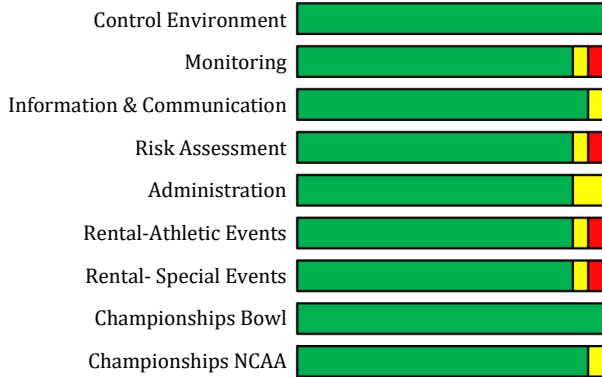 Control Environment
Monitoring
Information & Communication
Risk Assessment
Administration
Rental-Athletic Events
Rental- Special Events
Championships Bowl
Championships NCAA